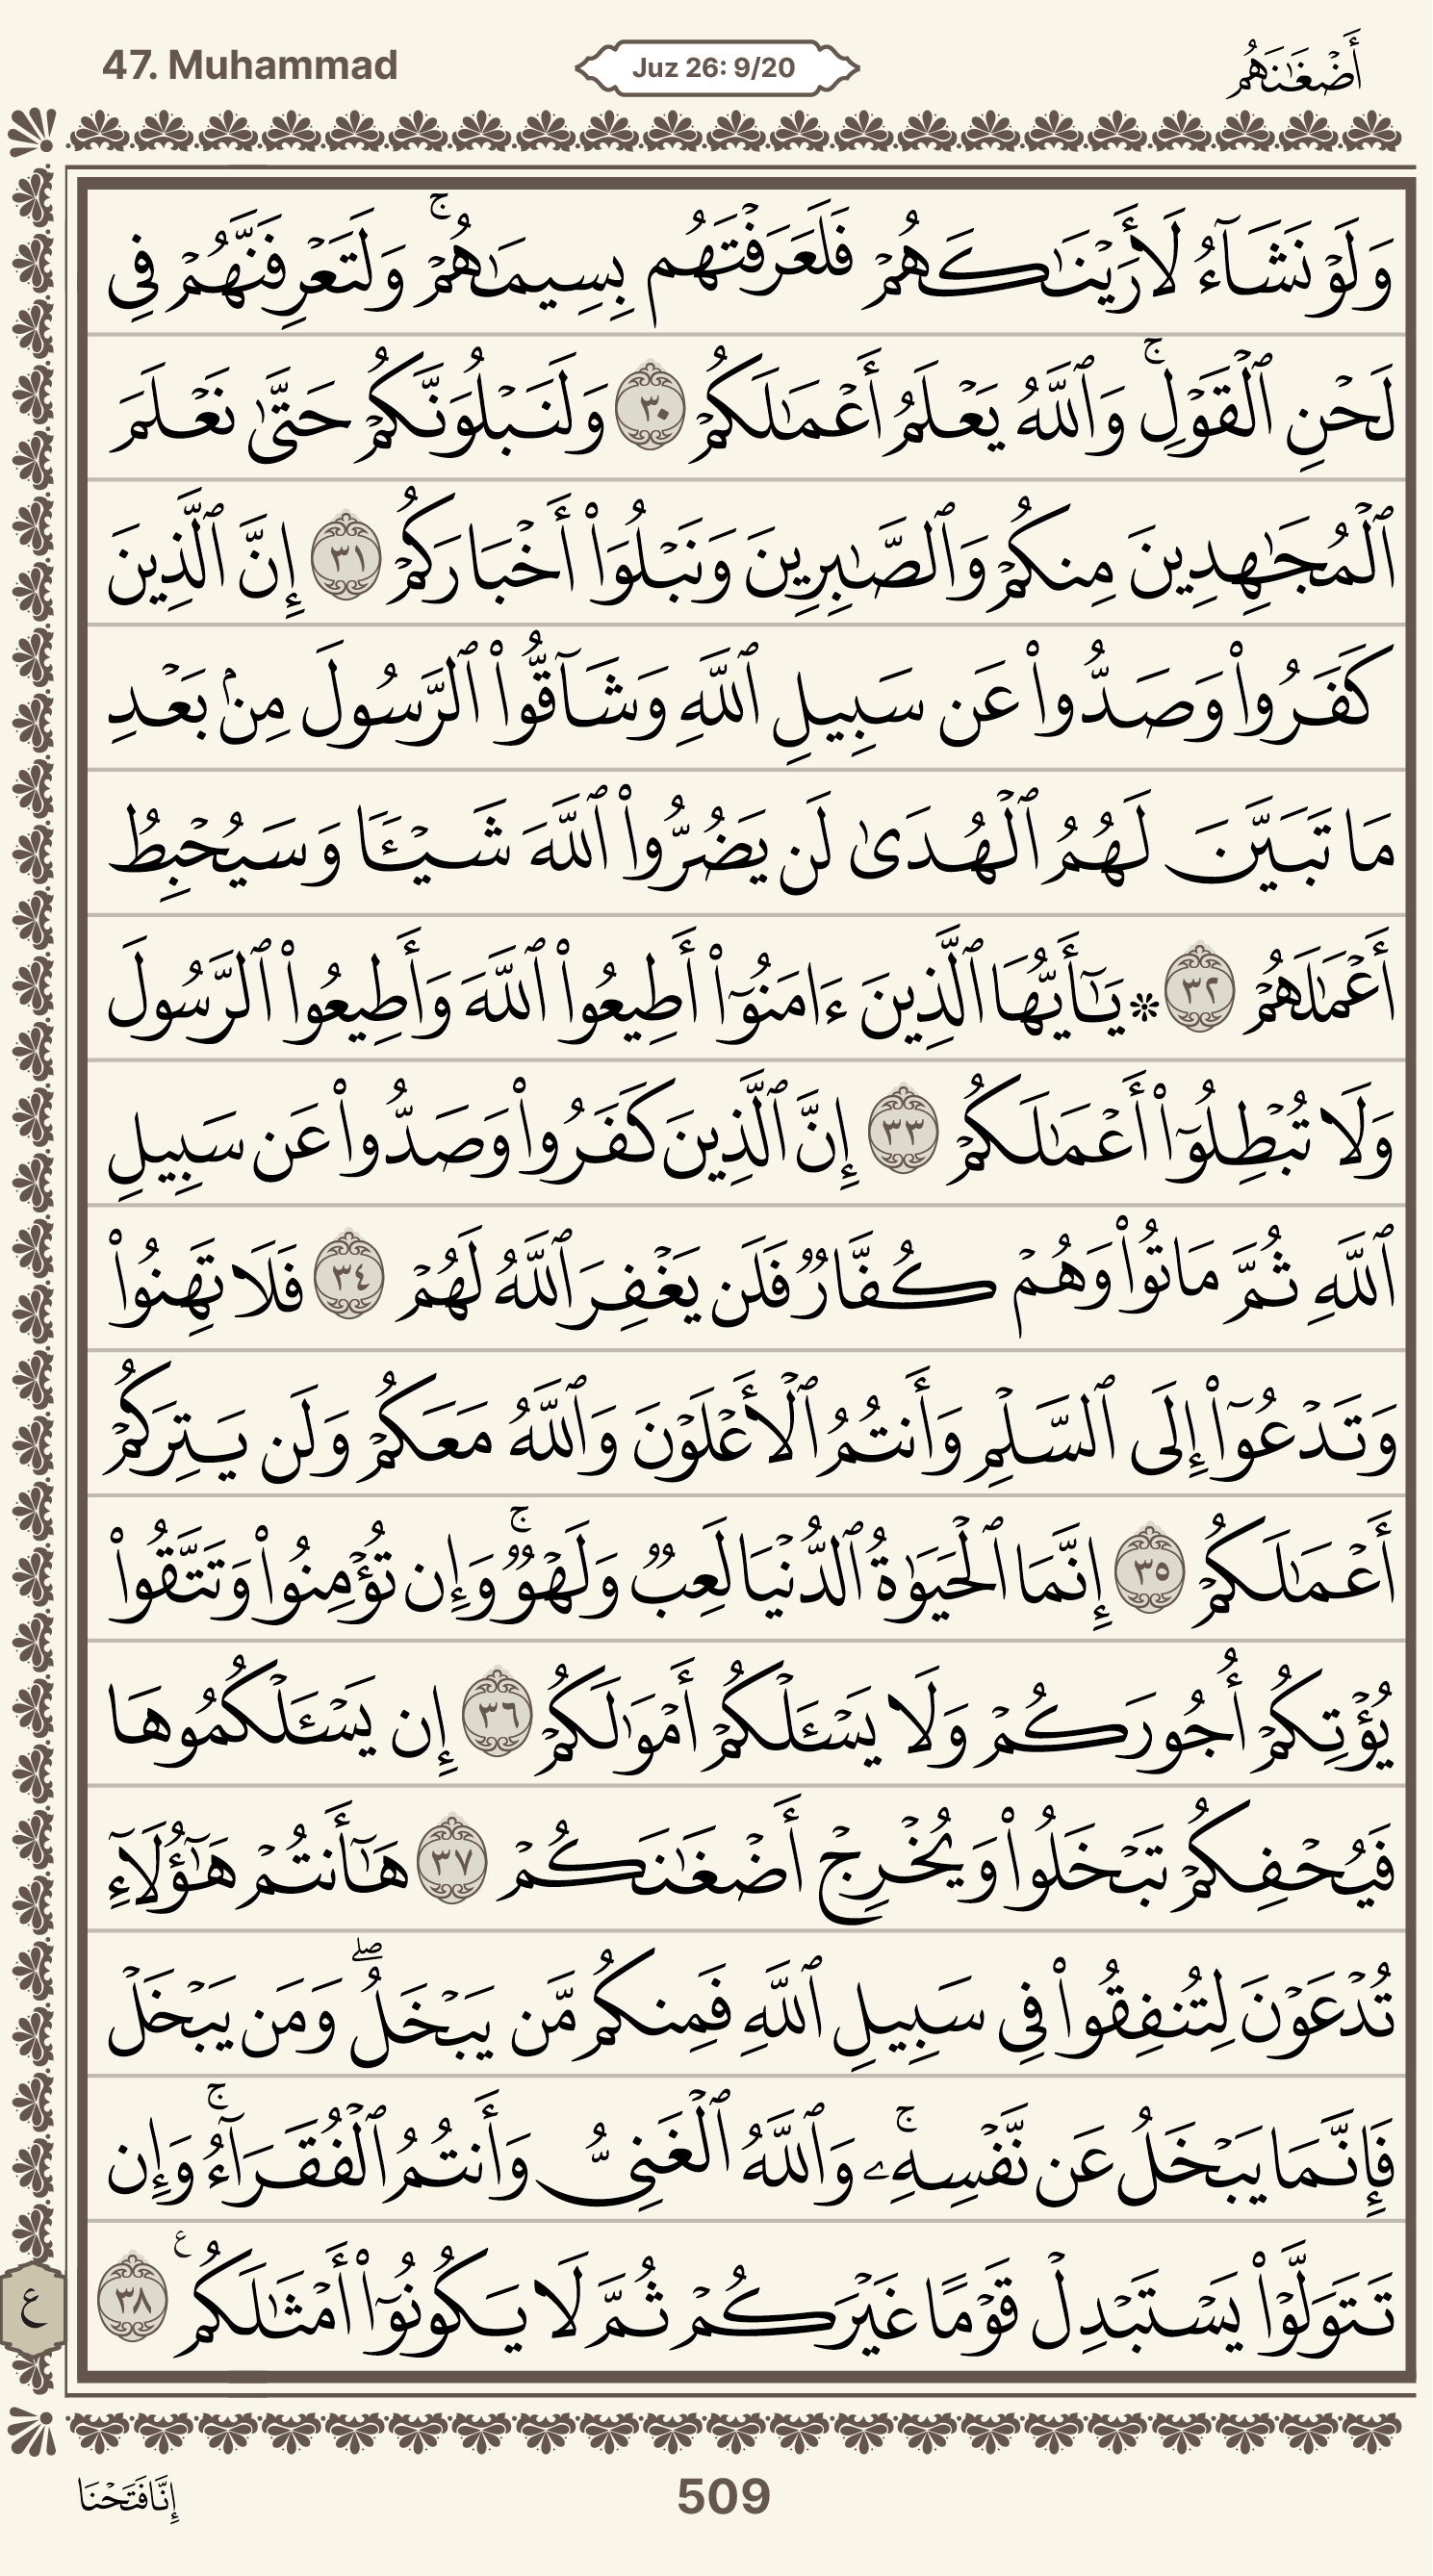 47. Muhammad
Juz 26: 9/20
أَضْغَٰنَهُمْ
وَلَوْ نَشَآءُ لَأَرَيْنَٰكَهُمْ فَلَعَرَفْتَهُم بِسِيمَٰهُمْ ۚ وَلَتَعْرِفَنَّهُمْ فِى
لَحْنِ ٱلْقَوْلِ ۚ وَٱللَّهُ يَعْلَمُ أَعْمَٰلَكُمْ ٣٠ وَلَنَبْلُوَنَّكُمْ حَتَّىٰ نَعْلَمَ
ٱلْمُجَٰهِدِينَ مِنكُمْ وَٱلصَّٰبِرِينَ وَنَبْلُوَا۟ أَخْبَارَكُمْ ٣١ إِنَّ ٱلَّذِينَ
كَفَرُوا۟ وَصَدُّوا۟ عَن سَبِيلِ ٱللَّهِ وَشَآقُّوا۟ ٱلرَّسُولَ مِنۢ بَعْدِ
مَا تَبَيَّنَ لَهُمُ ٱلْهُدَىٰ لَن يَضُرُّوا۟ ٱللَّهَ شَيْـًٔا وَسَيُحْبِطُ
أَعْمَٰلَهُمْ ٣٢ ۞ يَٰٓأَيُّهَا ٱلَّذِينَ ءَامَنُوٓا۟ أَطِيعُوا۟ ٱللَّهَ وَأَطِيعُوا۟ ٱلرَّسُولَ
وَلَا تُبْطِلُوٓا۟ أَعْمَٰلَكُمْ ٣٣ إِنَّ ٱلَّذِينَ كَفَرُوا۟ وَصَدُّوا۟ عَن سَبِيلِ
ٱللَّهِ ثُمَّ مَاتُوا۟ وَهُمْ كُفَّارٌ فَلَن يَغْفِرَ ٱللَّهُ لَهُمْ ٣٤ فَلَا تَهِنُوا۟
وَتَدْعُوٓا۟ إِلَى ٱلسَّلْمِ وَأَنتُمُ ٱلْأَعْلَوْنَ وَٱللَّهُ مَعَكُمْ وَلَن يَتِرَكُمْ
أَعْمَٰلَكُمْ ٣٥ إِنَّمَا ٱلْحَيَوٰةُ ٱلدُّنْيَا لَعِبٌ وَلَهْوٌ ۚ وَإِن تُؤْمِنُوا۟ وَتَتَّقُوا۟
يُؤْتِكُمْ أُجُورَكُمْ وَلَا يَسْـَٔلْكُمْ أَمْوَٰلَكُمْ ٣٦ إِن يَسْـَٔلْكُمُوهَا
فَيُحْفِكُمْ تَبْخَلُوا۟ وَيُخْرِجْ أَضْغَٰنَكُمْ ٣٧ هَٰٓأَنتُمْ هَٰٓؤُلَآءِ
تُدْعَوْنَ لِتُنفِقُوا۟ فِى سَبِيلِ ٱللَّهِ فَمِنكُم مَّن يَبْخَلُ ۖ وَمَن يَبْخَلْ
فَإِنَّمَا يَبْخَلُ عَن نَّفْسِهِۦ ۚ وَٱللَّهُ ٱلْغَنِىُّ وَأَنتُمُ ٱلْفُقَرَآءُ ۚ وَإِن
تَتَوَلَّوْا۟ يَسْتَبْدِلْ قَوْمًا غَيْرَكُمْ ثُمَّ لَا يَكُونُوٓا۟ أَمْثَٰلَكُم ع ٣٨
ع
509
إِنَّا فَتَحْنَا